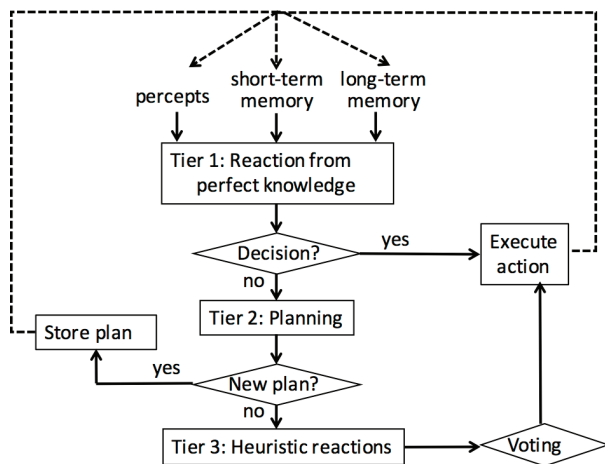 percepts
short-term
memory
long-term
memory
Tier 1: Reaction from
perfect knowledge
Decision?
yes
Execute
action
no
Tier 2: Planning
Store plan
yes
New plan?
no
Tier 3: Heuristic reactions
Voting